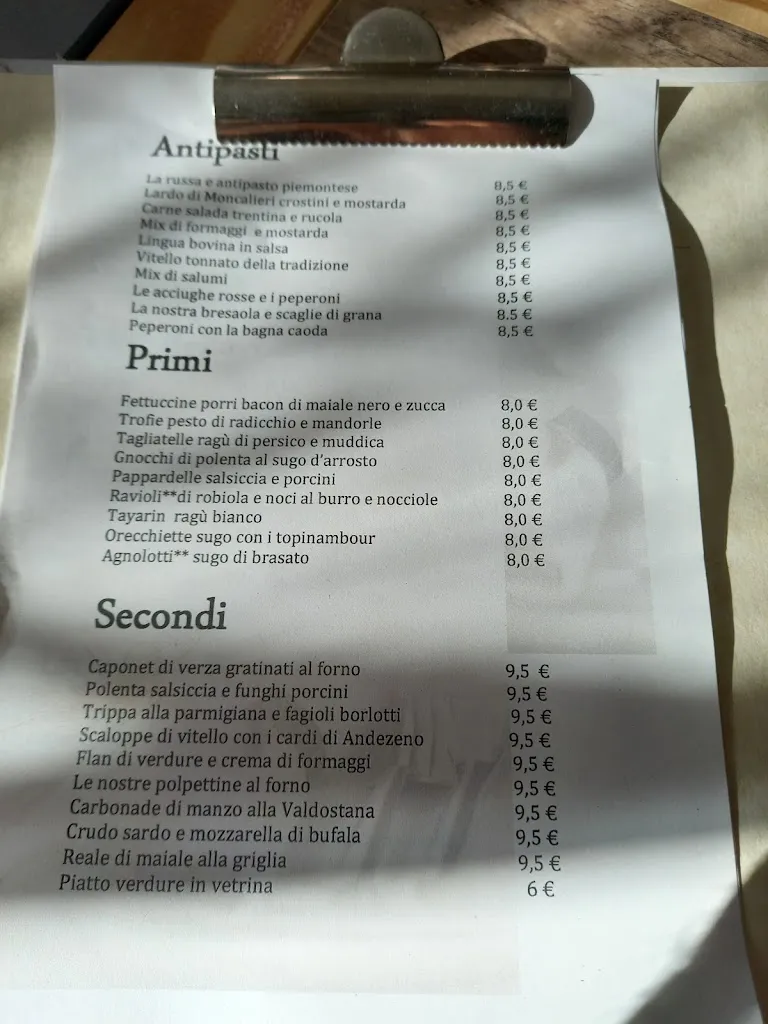 Antipasti
La russa e antipasto piemontese 8,5 €
Lardo di Moncalieri crostini e mostarda 8,5 €
Carne salada trentina e rucola 8,5 €
Mix di formaggi e mostarda 8,5 €
Lingua bovina in salsa 8,5 €
Vitello tonnato della tradizione 8,5 €
Mix di salumi 8,5 €
Le acciughe rosse e i peperoni 8,5 €
La nostra bresaola e scaglie di grana 8.5 €
Peperoni con la bagna caoda 8,5 €
Primi
Fettuccine porri bacon di maiale nero e zucca 8,0 €
Trofie pesto di radicchio e mandorle 8,0 €
Tagliatelle ragù di persico e muddica 8,0 €
Gnocchi di polenta al sugo d'arrosto 8,0 €
Pappardelle salsiccia e porcini 8,0 €
Ravioli**di robiola e noci al burro e nocciole 8,0 €
Tayarin ragù bianco 8,0 €
Orecchiette sugo con i topinambour 8,0 €
Agnolotti** sugo di brasato 8,0 €
Secondi
Caponet di verza gratinati al forno 9,5 €
Polenta salsiccia e funghi porcini 9,5 €
Trippa alla parmigiana e fagioli borlotti 9,5 €
Scaloppe di vitello con i cardi di Andezeno 9,5 €
Flan di verdure e crema di formaggi 9,5 €
Le nostre polpettine al forno 9,5 €
Carbonade di manzo alla Valdostana 9,5 €
Crudo sardo e mozzarella di bufala 9,5 €
Reale di maiale alla griglia 9,5 €
Piatto verdure in vetrina 6 €